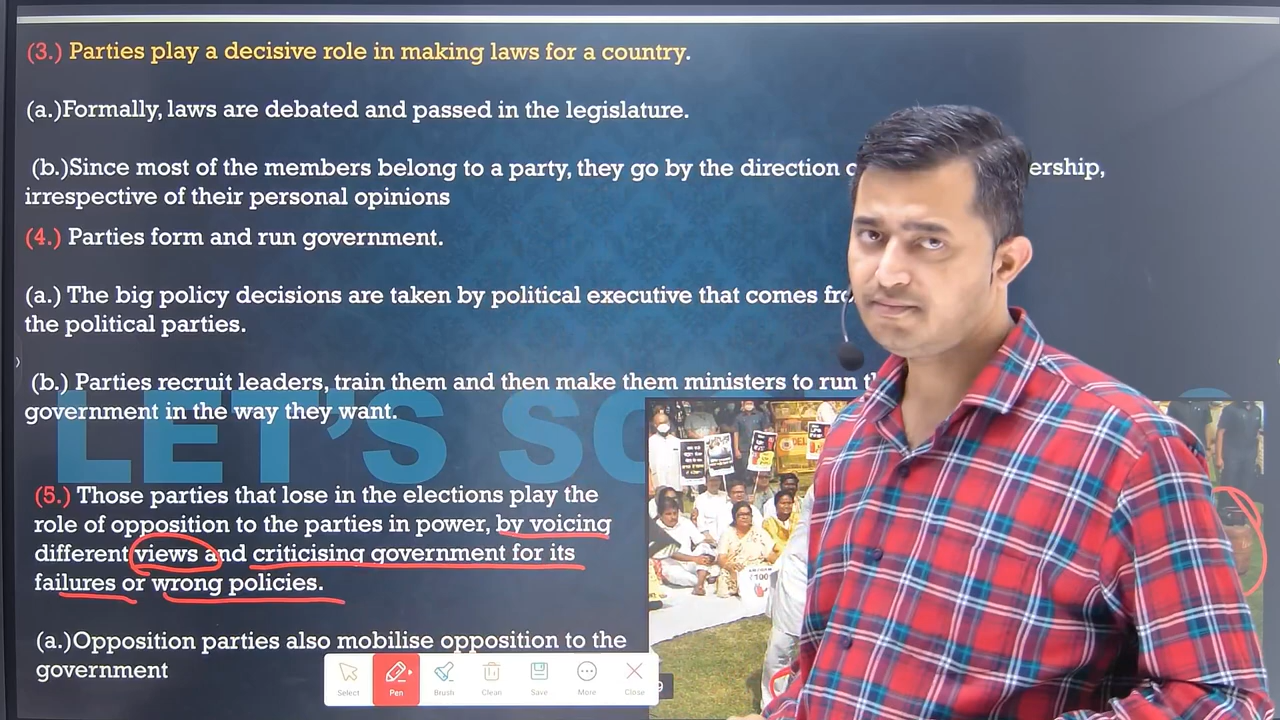 (3.) Parties play a decisive role in making laws for a country.
(a.)Formally, laws are debated and passed in the legislature.
(b.)Since most of the members belong to a party, they go by the direction
ership,
irrespective of their personal opinions
(4.) Parties form and run government.
(a.) The big policy decisions are taken by political executive that comes
the political parties.
(b.) Parties recruit leaders, train them and then make them ministers to run
government in the way they want.
LET'S
(5.) Those parties that lose in the elections play the
role of opposition to the parties in power, by voicing
different views and criticising government for its
failures or wrong policies.
(a.)Opposition parties also mobilise opposition to the
government
Select Pen Brush Clean Save More Close